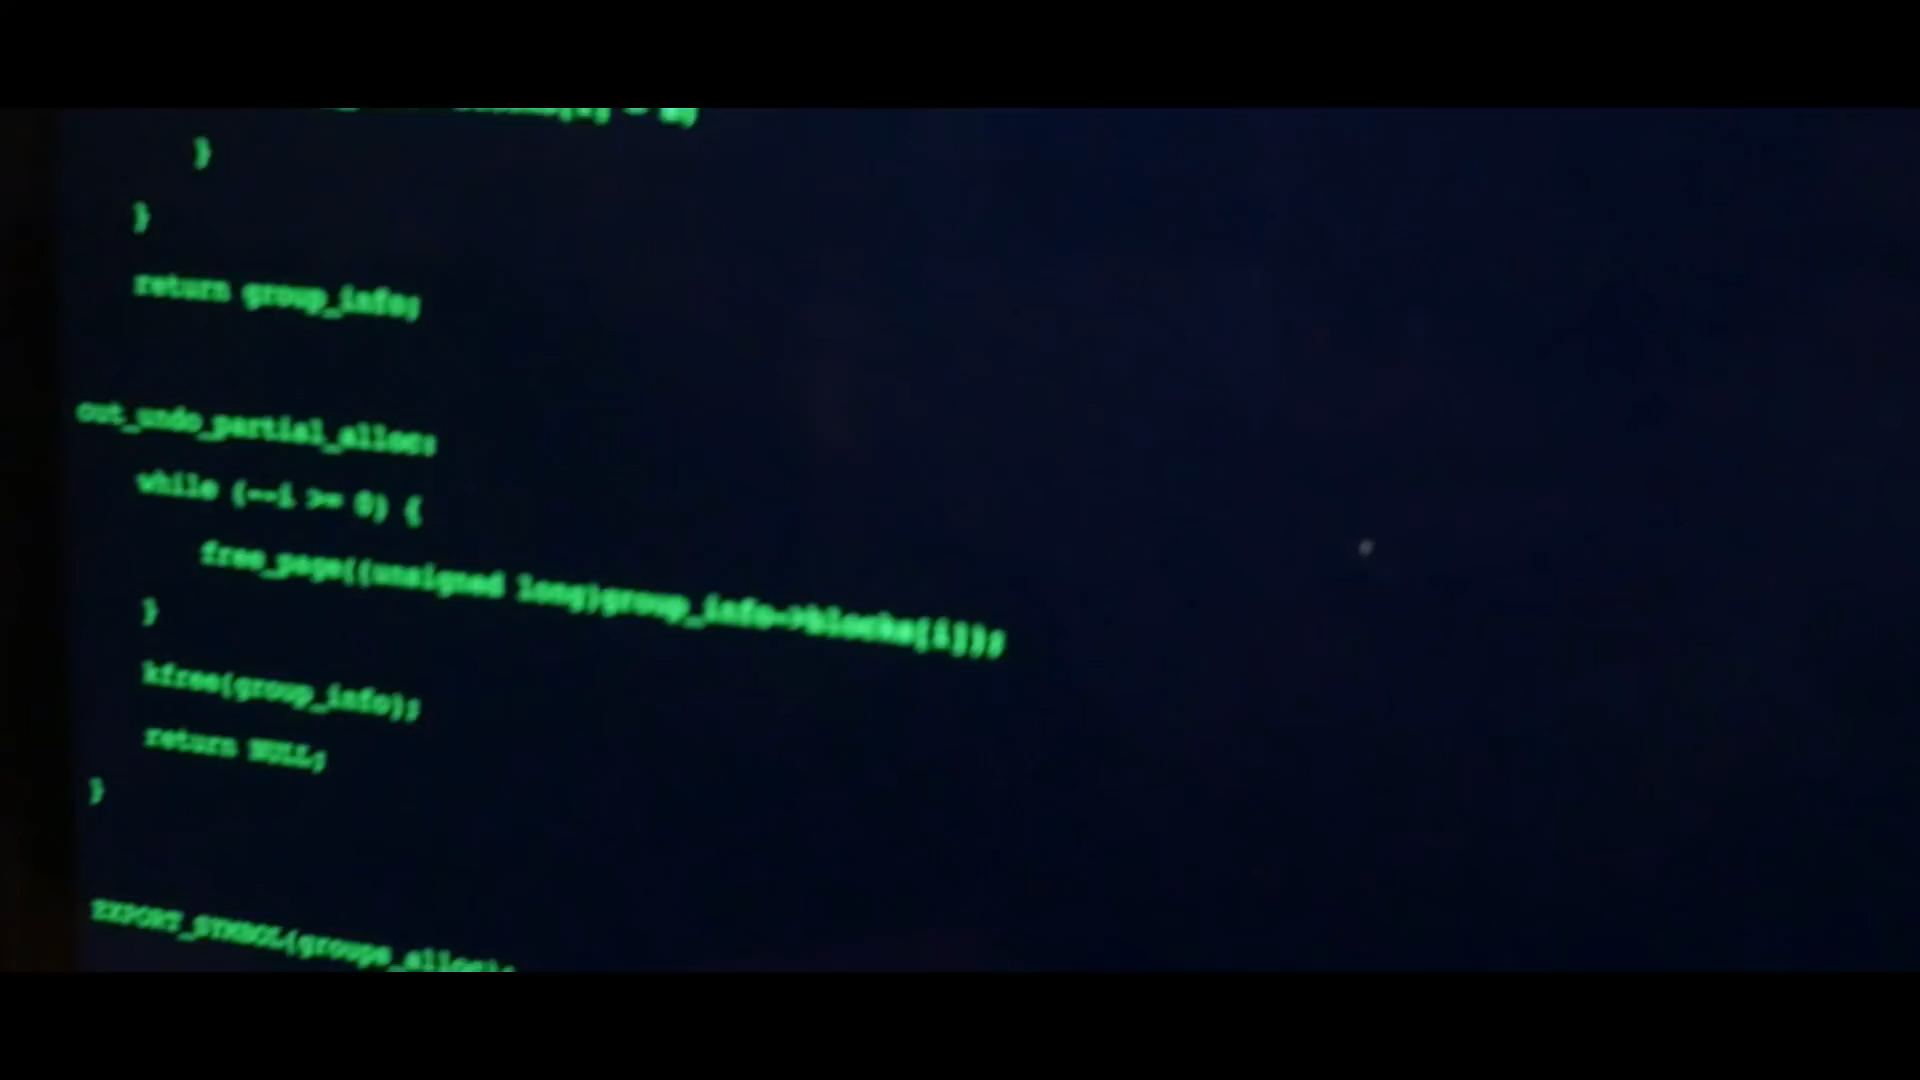 }
}
return group_info;
out_undo_partial_alloc:
while (--i >= 0) {
free_page((unsigned long)group_info->blocks[i]);
}
kfree(group_info);
return NULL;
}
EXPORT_SYMBOL(groups_alloc);